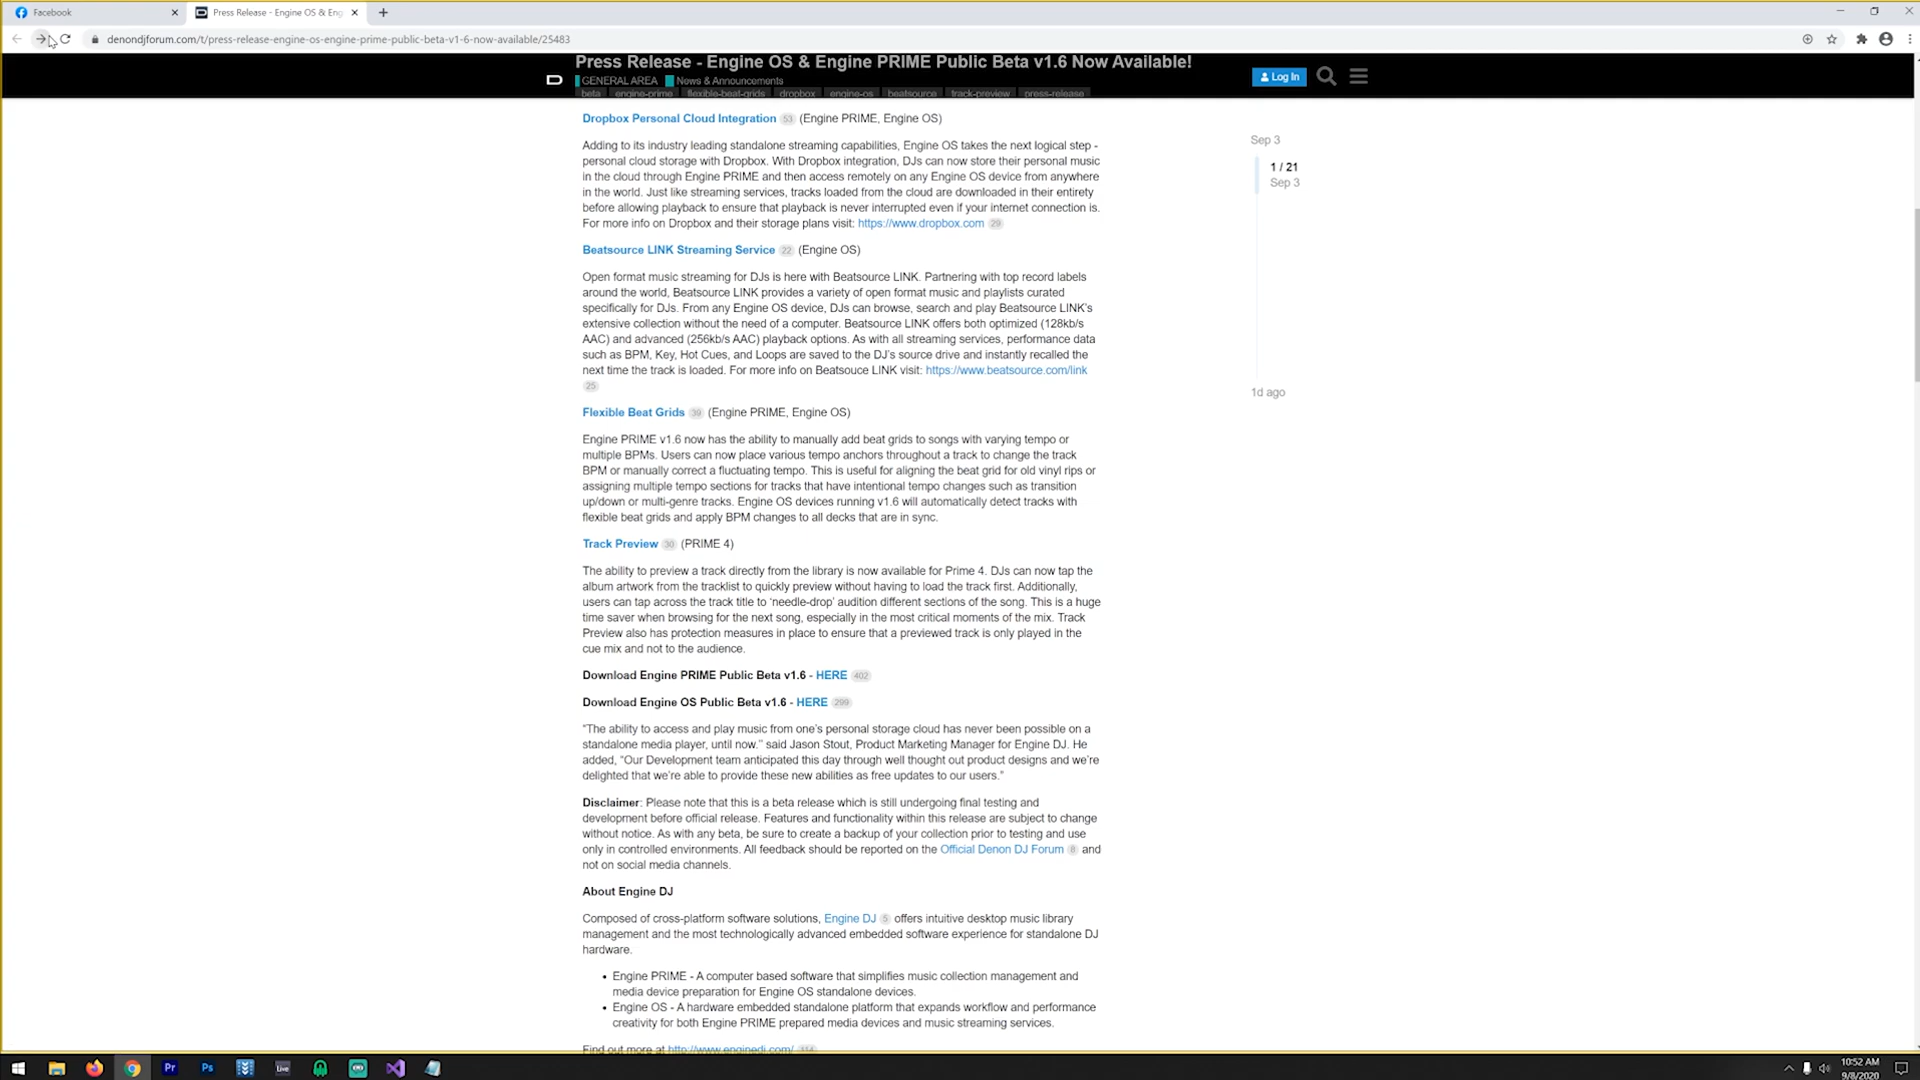 Facebook
Press Release - Engine OS & Eng
denondjforum.com/t/press-release-engine-os-engine-prime-public-beta-v1-6-now-available/25483
Press Release - Engine OS & Engine PRIME Public Beta v1.6 Now Available!
GENERAL AREA News & Announcements
beta engine-prime flexible-beat-grids dropbox engine-os beatsource track-preview press-release
Log In
Dropbox Personal Cloud Integration 53 (Engine PRIME, Engine OS)
Adding to its industry leading standalone streaming capabilities, Engine OS takes the next logical step -
personal cloud storage with Dropbox. With Dropbox integration, DJs can now store their personal music
in the cloud through Engine PRIME and then access remotely on any Engine OS device from anywhere
in the world. Just like streaming services, tracks loaded from the cloud are downloaded in their entirety
before allowing playback to ensure that playback is never interrupted even if your internet connection is.
For more info on Dropbox and their storage plans visit: https://www.dropbox.com 29
Sep 3
1 / 21
Sep 3
1d ago
Beatsource LINK Streaming Service 22 (Engine OS)
Open format music streaming for DJs is here with Beatsource LINK. Partnering with top record labels
around the world, Beatsource LINK provides a variety of open format music and playlists curated
specifically for DJs. From any Engine OS device, DJs can browse, search and play Beatsource LINK's
extensive collection without the need of a computer. Beatsource LINK offers both optimized (128kb/s
AAC) and advanced (256kb/s AAC) playback options. As with all streaming services, performance data
such as BPM, Key, Hot Cues, and Loops are saved to the DJ's source drive and instantly recalled the
next time the track is loaded. For more info on Beatsouce LINK visit: https://www.beatsource.com/link
25
Flexible Beat Grids 39 (Engine PRIME, Engine OS)
Engine PRIME v1.6 now has the ability to manually add beat grids to songs with varying tempo or
multiple BPMs. Users can now place various tempo anchors throughout a track to change the track
BPM or manually correct a fluctuating tempo. This is useful for aligning the beat grid for old vinyl rips or
assigning multiple tempo sections for tracks that have intentional tempo changes such as transition
up/down or multi-genre tracks. Engine OS devices running v1.6 will automatically detect tracks with
flexible beat grids and apply BPM changes to all decks that are in sync.
Track Preview 30 (PRIME 4)
The ability to preview a track directly from the library is now available for Prime 4. DJs can now tap the
album artwork from the tracklist to quickly preview without having to load the track first. Additionally,
users can tap across the track title to 'needle-drop' audition different sections of the song. This is a huge
time saver when browsing for the next song, especially in the most critical moments of the mix. Track
Preview also has protection measures in place to ensure that a previewed track is only played in the
cue mix and not to the audience.
Download Engine PRIME Public Beta v1.6 - HERE 402
Download Engine OS Public Beta v1.6 - HERE 299
"The ability to access and play music from one's personal storage cloud has never been possible on a
standalone media player, until now." said Jason Stout, Product Marketing Manager for Engine DJ. He
added, "Our Development team anticipated this day through well thought out product designs and we're
delighted that we're able to provide these new abilities as free updates to our users."
Disclaimer: Please note that this is a beta release which is still undergoing final testing and
development before official release. Features and functionality within this release are subject to change
without notice. As with any beta, be sure to create a backup of your collection prior to testing and use
only in controlled environments. All feedback should be reported on the Official Denon DJ Forum 8 and
not on social media channels.
About Engine DJ
Composed of cross-platform software solutions, Engine DJ 5 offers intuitive desktop music library
management and the most technologically advanced embedded software experience for standalone DJ
hardware.
• Engine PRIME - A computer based software that simplifies music collection management and
media device preparation for Engine OS standalone devices.
• Engine OS - A hardware embedded standalone platform that expands workflow and performance
creativity for both Engine PRIME prepared media devices and music streaming services.
Find out more at http://www.enginedj.com/
Pr Ps Live
10:52 AM
9/8/2020